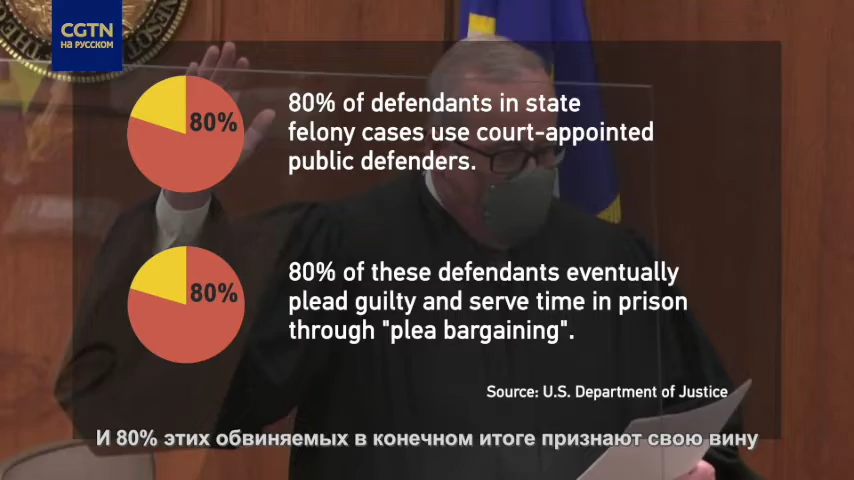 CGTN
НА РУССКОМ
80%
80% of defendants in state
felony cases use court-appointed
public defenders.
80%
80% of these defendants eventually
plead guilty and serve time in prison
through "plea bargaining".
Source: U.S. Department of Justice
И 80% этих обвиняемых в конечном итоге признают свою вину